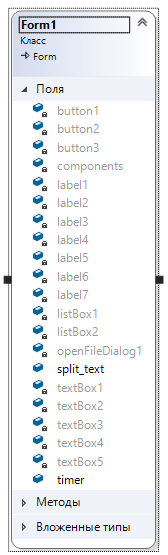 Form1
Класс
Form
Поля
button1
button2
button3
components
label1
label2
label3
label4
label5
label6
label7
listBox1
listBox2
openFileDialog1
split_text
textBox1
textBox2
textBox3
textBox4
textBox5
timer
Методы
Вложенные типы